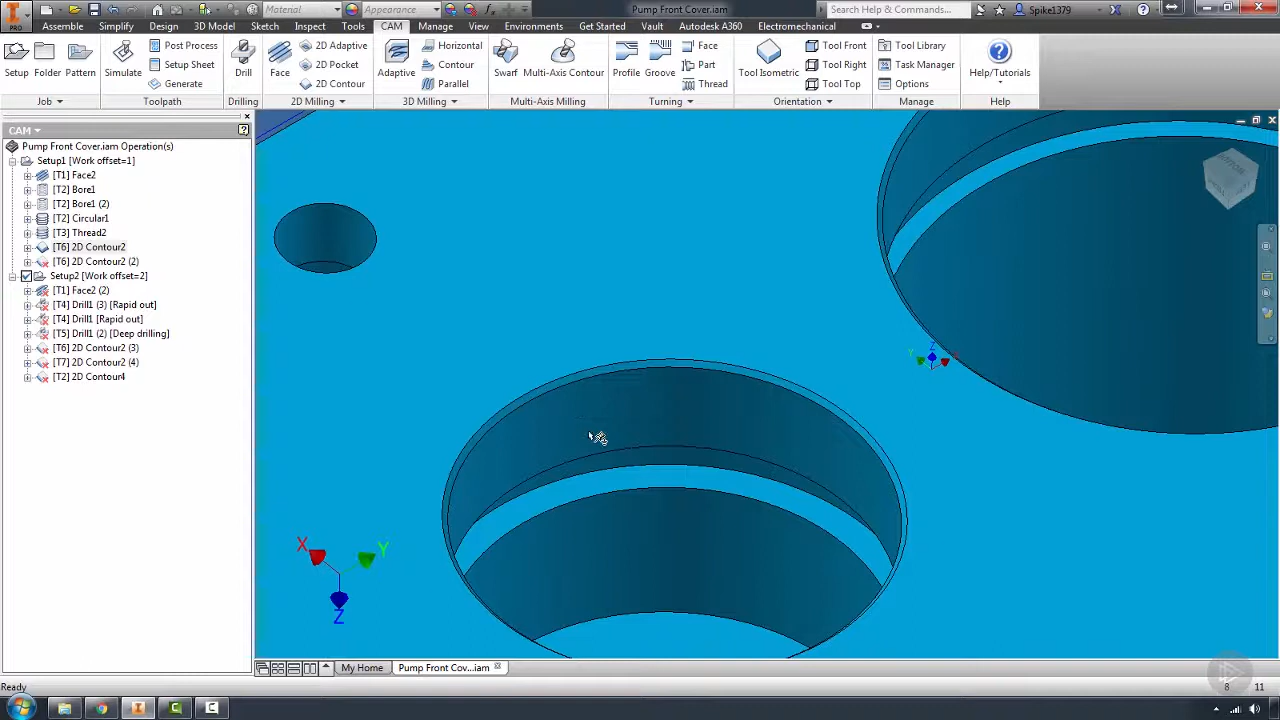 Material Appearance Pump Front Cover.iam Search Help & Commands... Spike1379
PRO Assemble Simplify Design 3D Model Sketch Inspect Tools CAM Manage View Environments Get Started Vault Autodesk A360 Electromechanical
Setup Folder Pattern Simulate Post Process Setup Sheet Generate Drill Face 2D Adaptive 2D Pocket 2D Contour Adaptive Horizontal Contour Parallel Swarf Multi-Axis Contour Profile Groove Face Part Thread Tool Isometric Tool Front Tool Right Tool Top Tool Library Task Manager Options Help/Tutorials
Job Toolpath Drilling 2D Milling 3D Milling Multi-Axis Milling Turning Orientation Manage Help
CAM
Pump Front Cover.iam Operation(s)
Setup1 [Work offset=1]
[T1] Face2
[T2] Bore1
[T2] Bore1 (2)
[T2] Circular1
[T3] Thread2
[T6] 2D Contour2
[T6] 2D Contour2 (2)
Setup2 [Work offset=2]
[T1] Face2 (2)
[T4] Drill1 (3) [Rapid out]
[T4] Drill1 [Rapid out]
[T5] Drill1 (2) [Deep drilling]
[T6] 2D Contour2 (3)
[T7] 2D Contour2 (4)
[T2] 2D Contour4
Z
Y
X
X Y
Z
My Home Pump Front Cov...iam
Ready 8 11